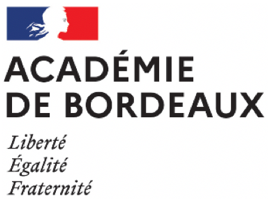 ACADÉMIE
DE BORDEAUX
Liberté
Égalité
Fraternité